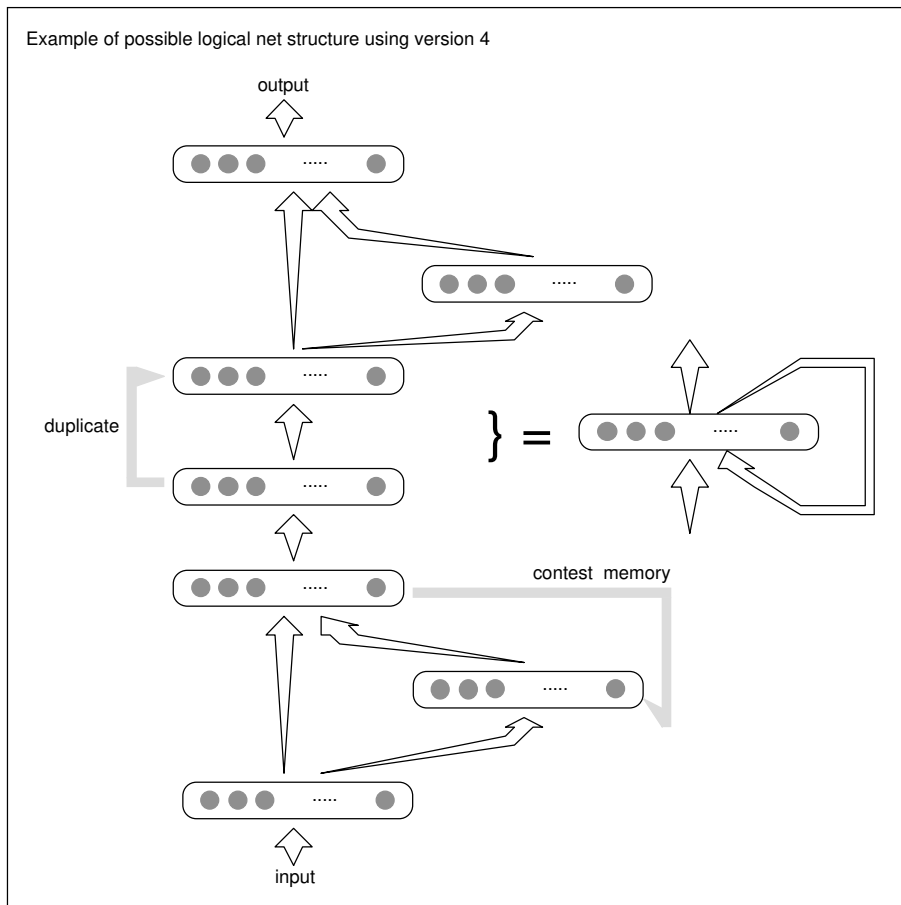 Example of possible logical net structure using version 4
output
.....
.....
.....
duplicate
} =
.....
.....
contest memory
.....
.....
.....
input